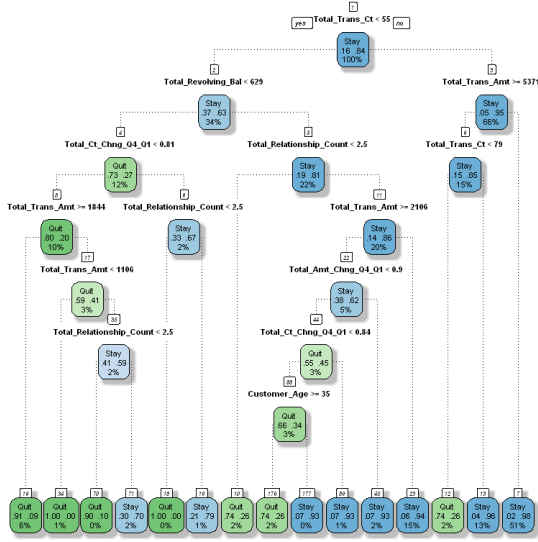 1
yes
Total_Trans_Ct < 55
no
Stay
.16 .84
100%
2
3
Total_Revolving_Bal < 629
Total_Trans_Amt >= 5371
Stay
.37 .63
34%
Stay
.05 .95
66%
4
5
6
Total_Ct_Chng_Q4_Q1 < 0.81
Total_Relationship_Count < 2.5
Total_Trans_Ct < 79
Quit
.73 .27
12%
Stay
.19 .81
22%
Stay
.15 .85
15%
8
9
11
Total_Trans_Amt >= 1844
Total_Relationship_Count < 2.5
Total_Trans_Amt >= 2106
Quit
.80 .20
10%
Stay
.33 .67
2%
Stay
.14 .86
20%
17
22
Total_Trans_Amt < 1106
Total_Amt_Chng_Q4_Q1 < 0.9
Quit
.59 .41
3%
Stay
.38 .62
5%
35
44
Total_Relationship_Count < 2.5
Total_Ct_Chng_Q4_Q1 < 0.84
Stay
.41 .59
2%
Quit
.55 .45
3%
88
Customer_Age >= 35
Quit
.66 .34
3%
16 34 70 71 18 19 10 176 177 89 45 23 12 13 7
Quit Quit Quit Stay Quit Stay Quit Quit Stay Stay Stay Stay Quit Stay Stay
.91 .09 1.00 .00 .90 .10 .30 .70 1.00 .00 .21 .79 .74 .26 .74 .26 .07 .93 .07 .93 .07 .93 .06 .94 .74 .26 .04 .96 .02 .98
6% 1% 0% 2% 0% 1% 2% 2% 0% 1% 2% 15% 2% 13% 51%